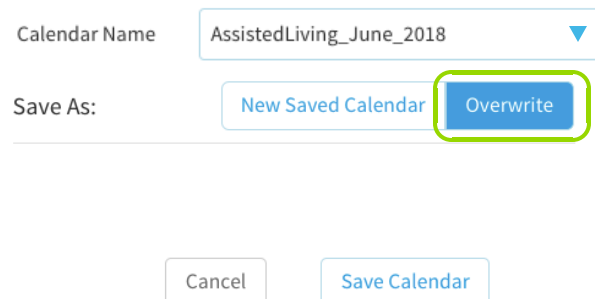 Calendar Name AssistedLiving_June_2018
Save As: New Saved Calendar Overwrite
Cancel Save Calendar